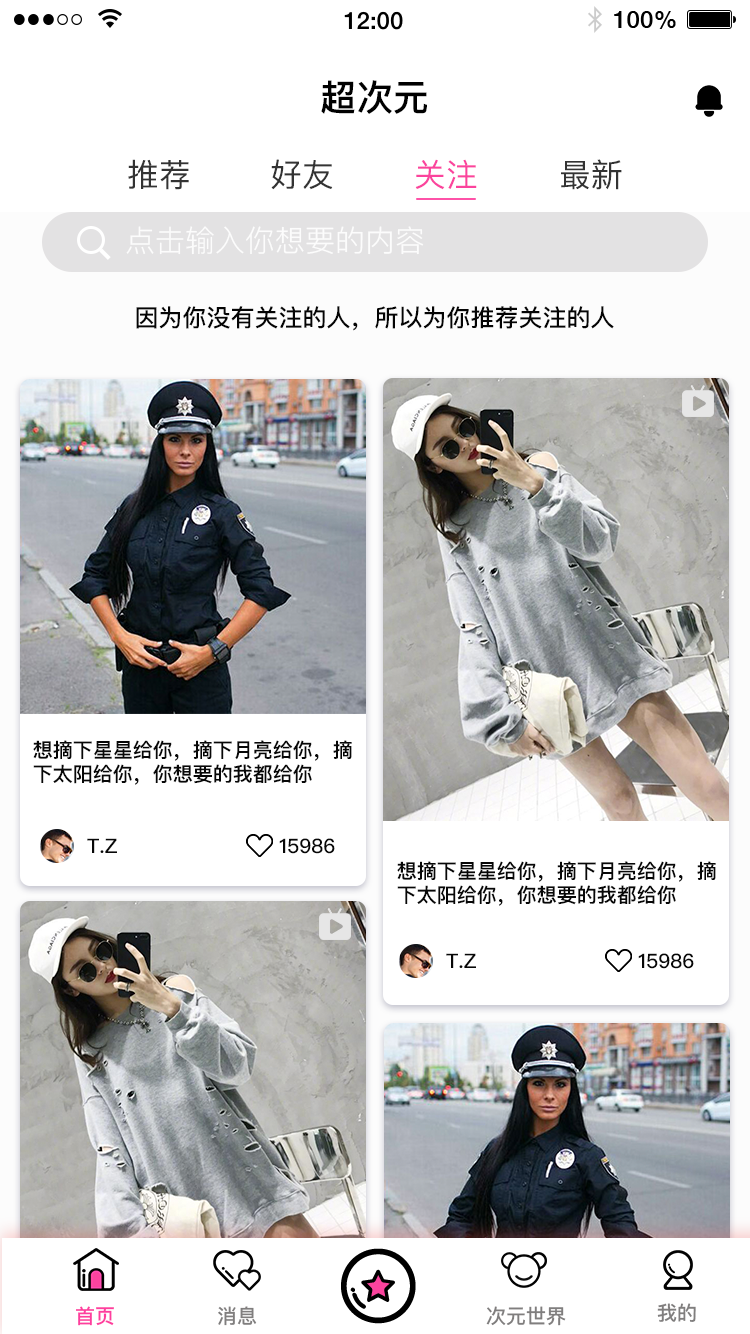 12:00
100%
超次元
推荐
好友
关注
最新
点击输入你想要的内容
因为你没有关注的人，所以为你推荐关注的人
想摘下星星给你，摘下月亮给你，摘
下太阳给你，你想要的我都给你
T.Z
15986
想摘下星星给你，摘下月亮给你，摘
下太阳给你，你想要的我都给你
T.Z
15986
首页
消息
次元世界
我的